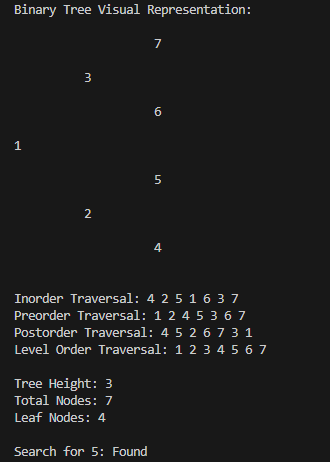 Binary Tree Visual Representation:
7
3
6
1
5
2
4
Inorder Traversal: 4 2 5 1 6 3 7
Preorder Traversal: 1 2 4 5 3 6 7
Postorder Traversal: 4 5 2 6 7 3 1
Level Order Traversal: 1 2 3 4 5 6 7
Tree Height: 3
Total Nodes: 7
Leaf Nodes: 4
Search for 5: Found